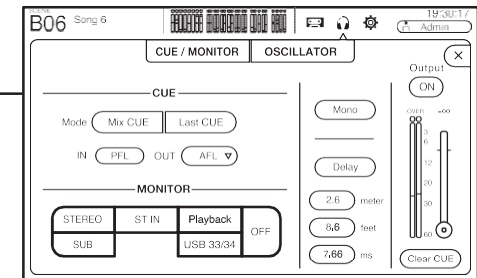 SCENE
B06 Song 6
19:30:17
Admin
CUE / MONITOR OSCILLATOR
×
Output
ON
CUE
Mode Mix CUE Last CUE
IN PFL OUT AFL
MONITOR
STEREO ST IN Playback OFF
SUB USB 33/34
Mono
Delay
2.6 meter
8.6 feet
7.66 ms
OVER -∞
3
6
12
20
30
60
Clear CUE